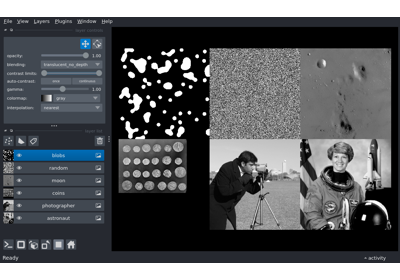 File View Layers Plugins Window Help
opacity: 1.00
blending: translucent_no_depth
contrast limits:
auto-contrast: once continuous
gamma: 1.00
colormap: gray
interpolation: nearest
blobs
random
moon
coins
photographer
astronaut
Ready
activity